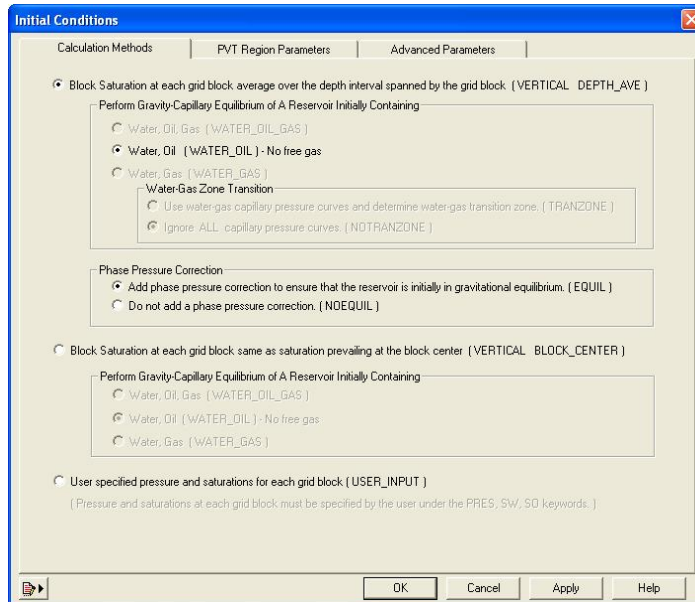 Initial Conditions
Calculation Methods
PVT Region Parameters
Advanced Parameters
Block Saturation at each grid block average over the depth interval spanned by the grid block (VERTICAL DEPTH_AVE )
Perform Gravity-Capillary Equilibrium of A Reservoir Initially Containing
Water, Oil, Gas ( WATER_OIL_GAS )
Water, Oil ( WATER_OIL ) - No free gas
Water, Gas ( WATER_GAS )
Water-Gas Zone Transition
Use water-gas capillary pressure curves and determine water-gas transition zone. ( TRANZONE )
Ignore ALL capillary pressure curves. ( NOTRANZONE )
Phase Pressure Correction
Add phase pressure correction to ensure that the reservoir is initially in gravitational equilibrium. ( EQUIL )
Do not add a phase pressure correction. ( NOEQUIL )
Block Saturation at each grid block same as saturation prevailing at the block center ( VERTICAL BLOCK_CENTER )
Perform Gravity-Capillary Equilibrium of A Reservoir Initially Containing
Water, Oil, Gas ( WATER_OIL_GAS )
Water, Oil ( WATER_OIL ) - No free gas
Water, Gas ( WATER_GAS )
User specified pressure and saturations for each grid block ( USER_INPUT )
( Pressure and saturations at each grid block must be specified by the user under the PRES, SW, SO keywords. )
OK
Cancel
Apply
Help